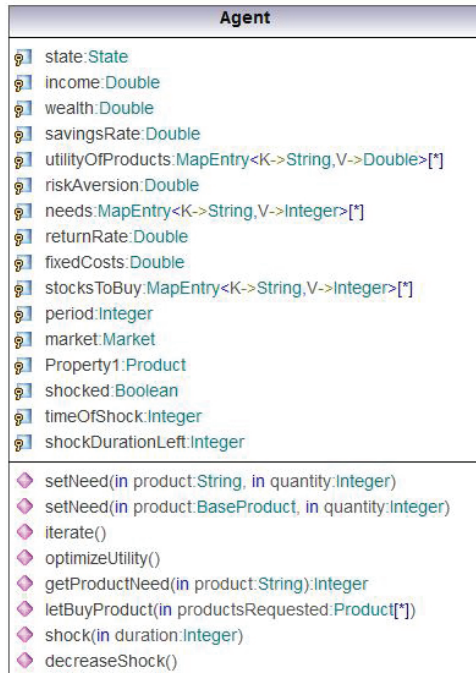 Agent
state:State
income:Double
wealth:Double
savingsRate:Double
utilityOfProducts:MapEntry<K->String,V->Double>[*]
riskAversion:Double
needs:MapEntry<K->String,V->Integer>[*]
returnRate:Double
fixedCosts:Double
stocksToBuy:MapEntry<K->String,V->Integer>[*]
period:Integer
market:Market
Property1:Product
shocked:Boolean
timeOfShock:Integer
shockDurationLeft:Integer
setNeed(in product:String, in quantity:Integer)
setNeed(in product:BaseProduct, in quantity:Integer)
iterate()
optimizeUtility()
getProductNeed(in product:String):Integer
letBuyProduct(in productsRequested:Product[*])
shock(in duration:Integer)
decreaseShock()